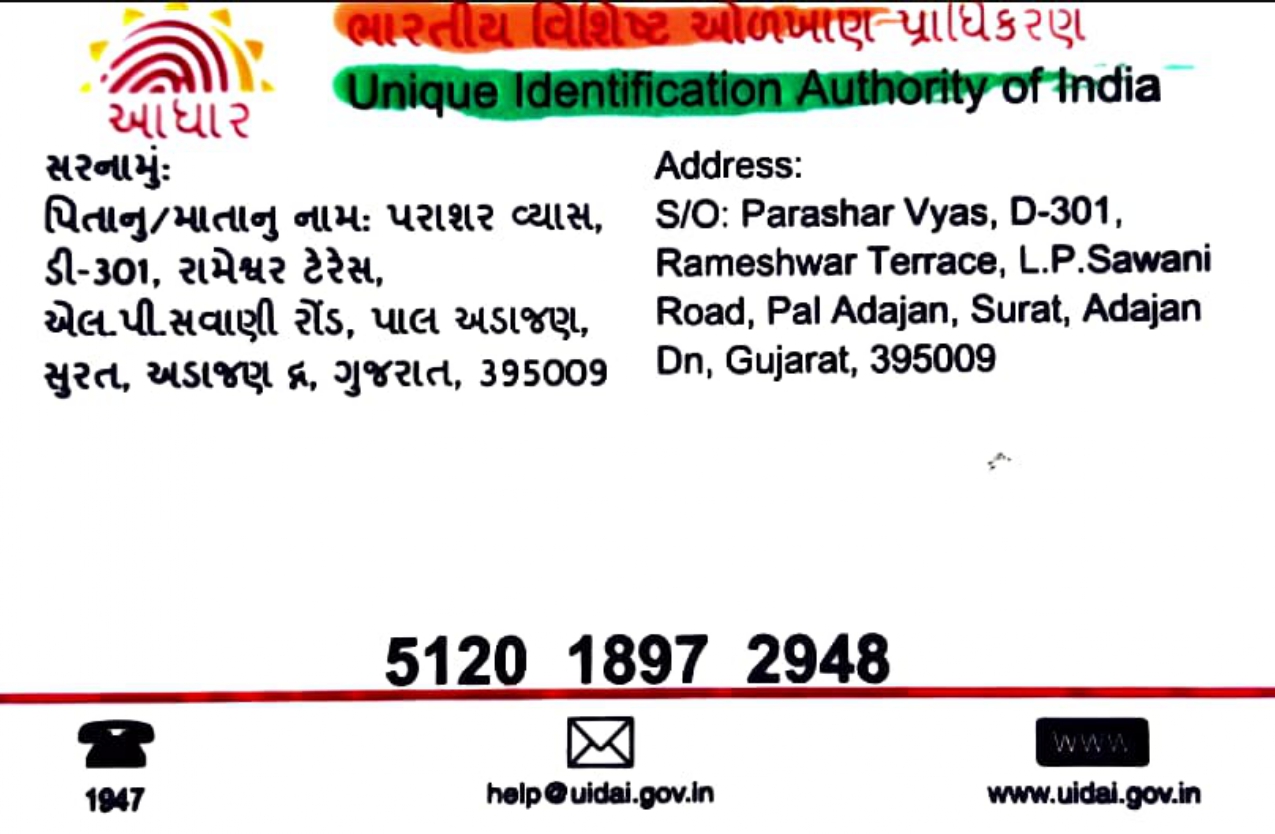 ભારતીય વિશિષ્ટ ઓળખાણ પ્રાધિકરણ
Unique Identification Authority of India
આધાર
સરનામું:
પિતાનુ/માતાનુ નામ: પરાશર વ્યાસ,
ડી-301, રામેશ્વર ટેરેસ,
એલ.પી.સવાણી રોંડ, પાલ અડાજણ,
સુરત, અડાજણ દ્ન, ગુજરાત, 395009
Address:
S/O: Parashar Vyas, D-301,
Rameshwar Terrace, L.P.Sawani
Road, Pal Adajan, Surat, Adajan
Dn, Gujarat, 395009
5120 1897 2948
1947
help@uidai.gov.in
www
www.uidai.gov.in